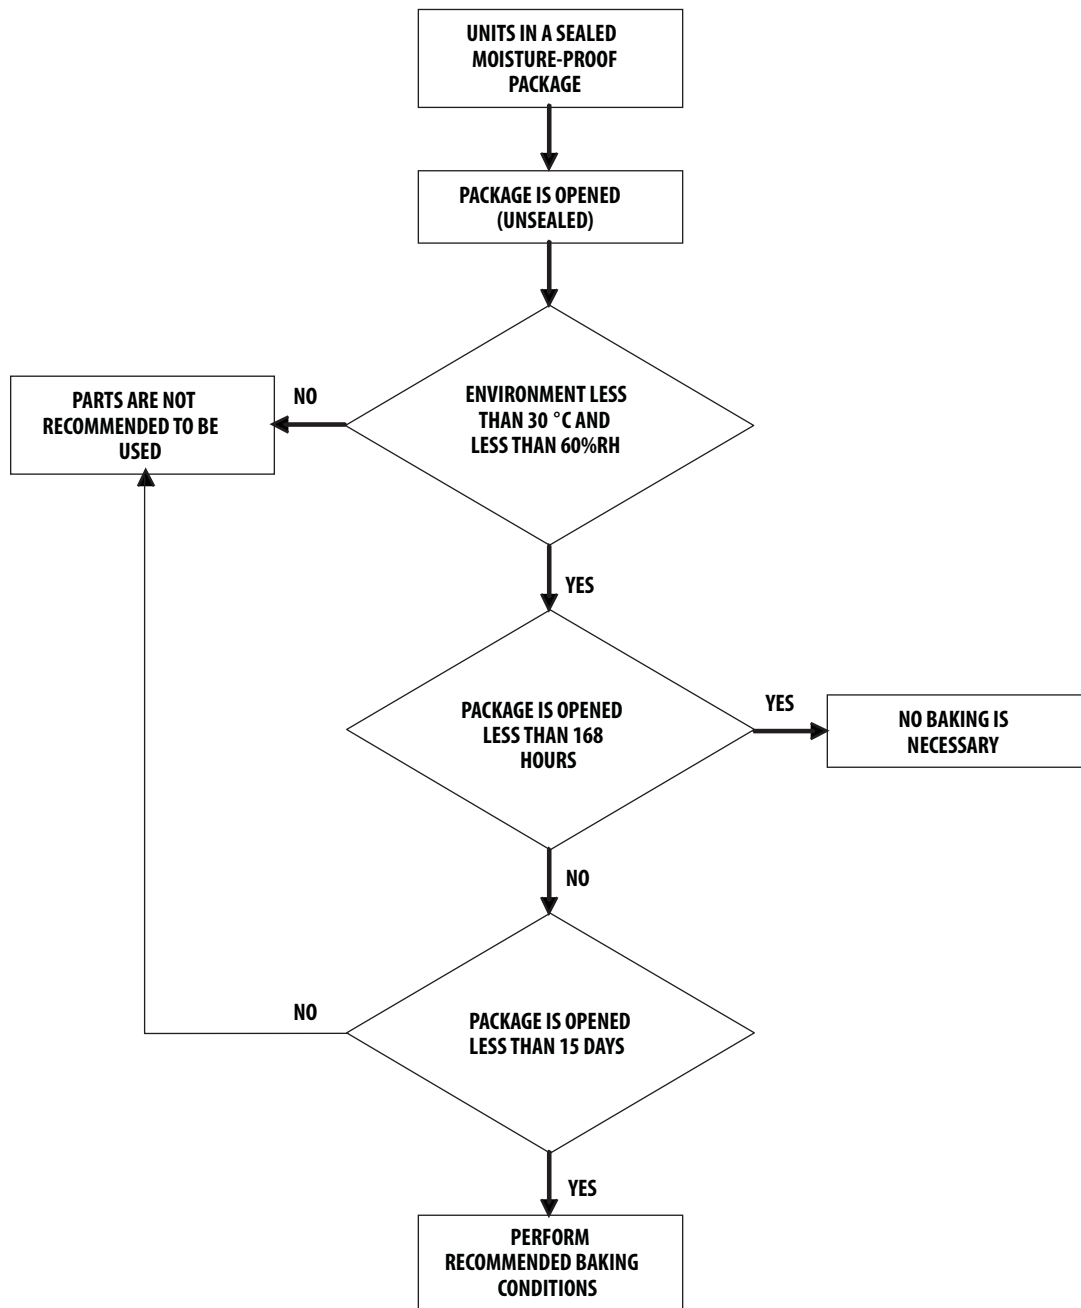 UNITS IN A SEALED
MOISTURE-PROOF
PACKAGE
PACKAGE IS OPENED
(UNSEALED)
ENVIRONMENT LESS
THAN 30 °C AND
LESS THAN 60%RH
NO
PARTS ARE NOT
RECOMMENDED TO BE
USED
YES
PACKAGE IS OPENED
LESS THAN 168
HOURS
YES
NO BAKING IS
NECESSARY
NO
PACKAGE IS OPENED
LESS THAN 15 DAYS
NO
YES
PERFORM
RECOMMENDED BAKING
CONDITIONS